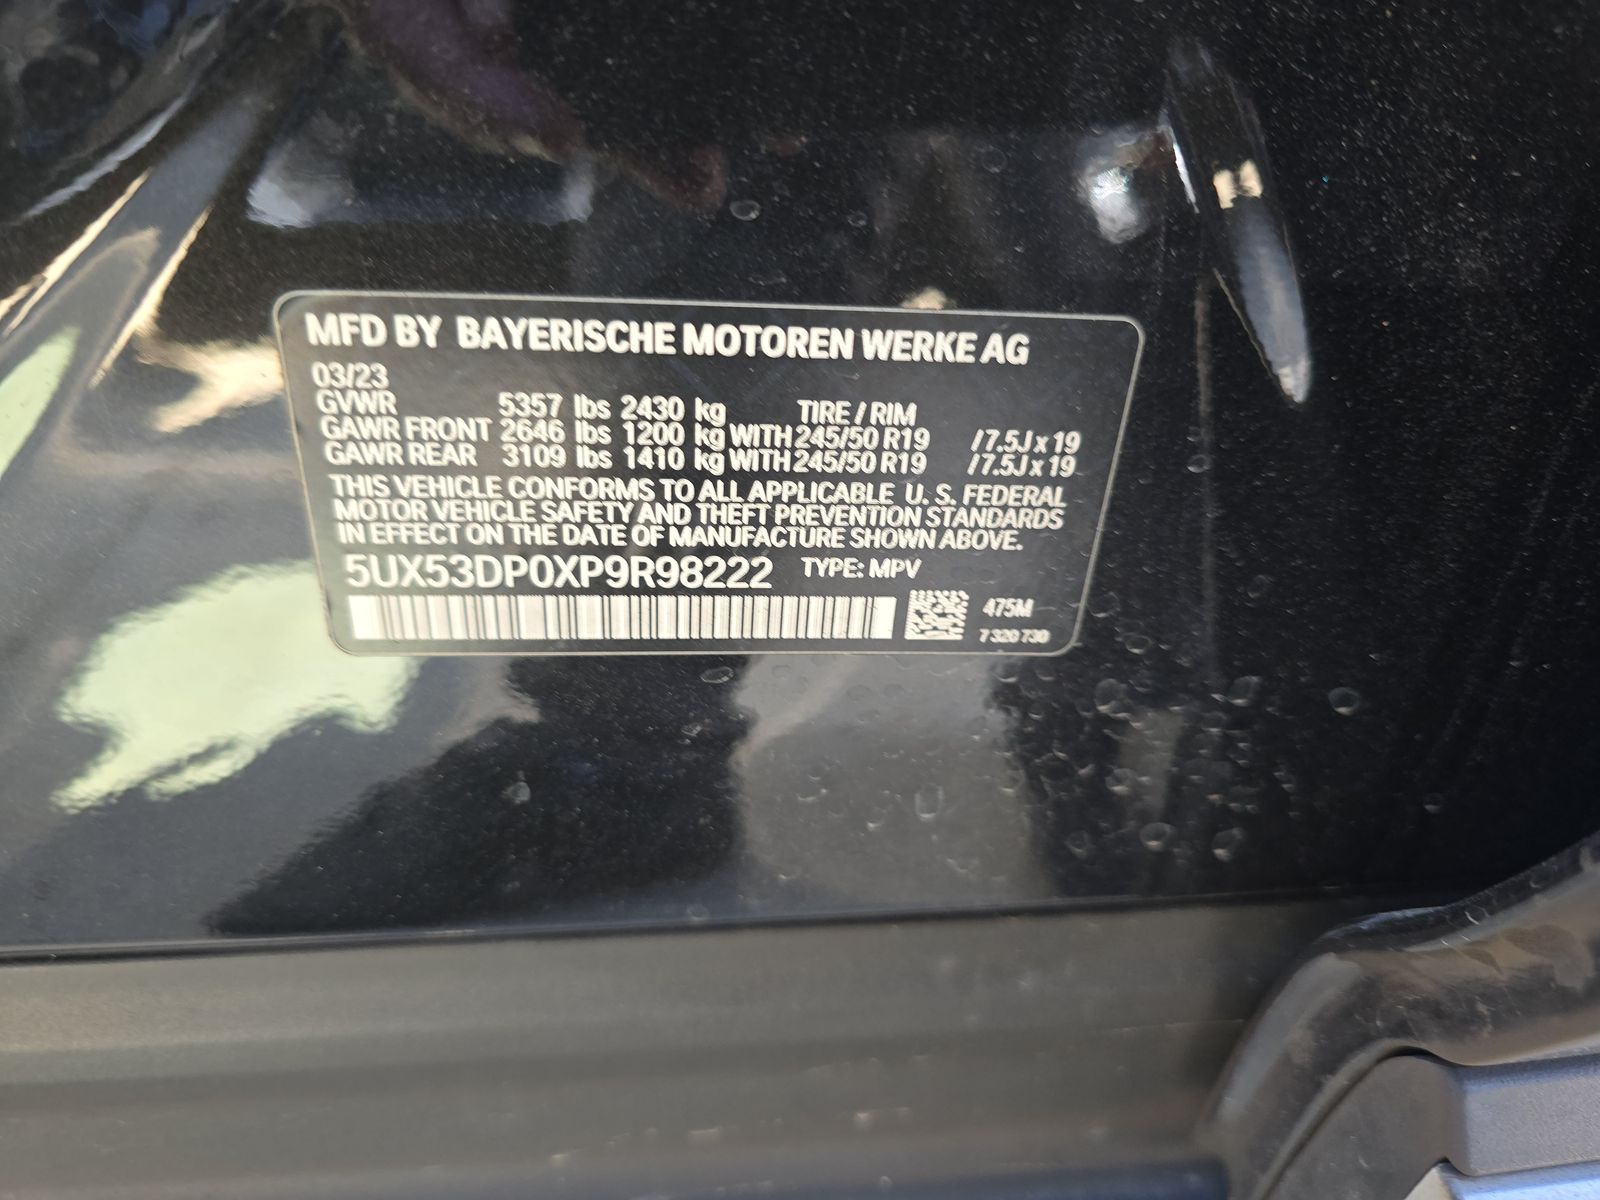 MFD BY BAYERISCHE MOTOREN WERKE AG
03/23
GVWR 5357 lbs 2430 kg TIRE / RIM
GAWR FRONT 2646 lbs 1200 kg WITH 245/50 R19 /7.5J x 19
GAWR REAR 3109 lbs 1410 kg WITH 245/50 R19 /7.5J x 19
THIS VEHICLE CONFORMS TO ALL APPLICABLE U. S. FEDERAL
MOTOR VEHICLE SAFETY AND THEFT PREVENTION STANDARDS
IN EFFECT ON THE DATE OF MANUFACTURE SHOWN ABOVE.
5UX53DP0XP9R98222 TYPE: MPV
475M
7 320 730